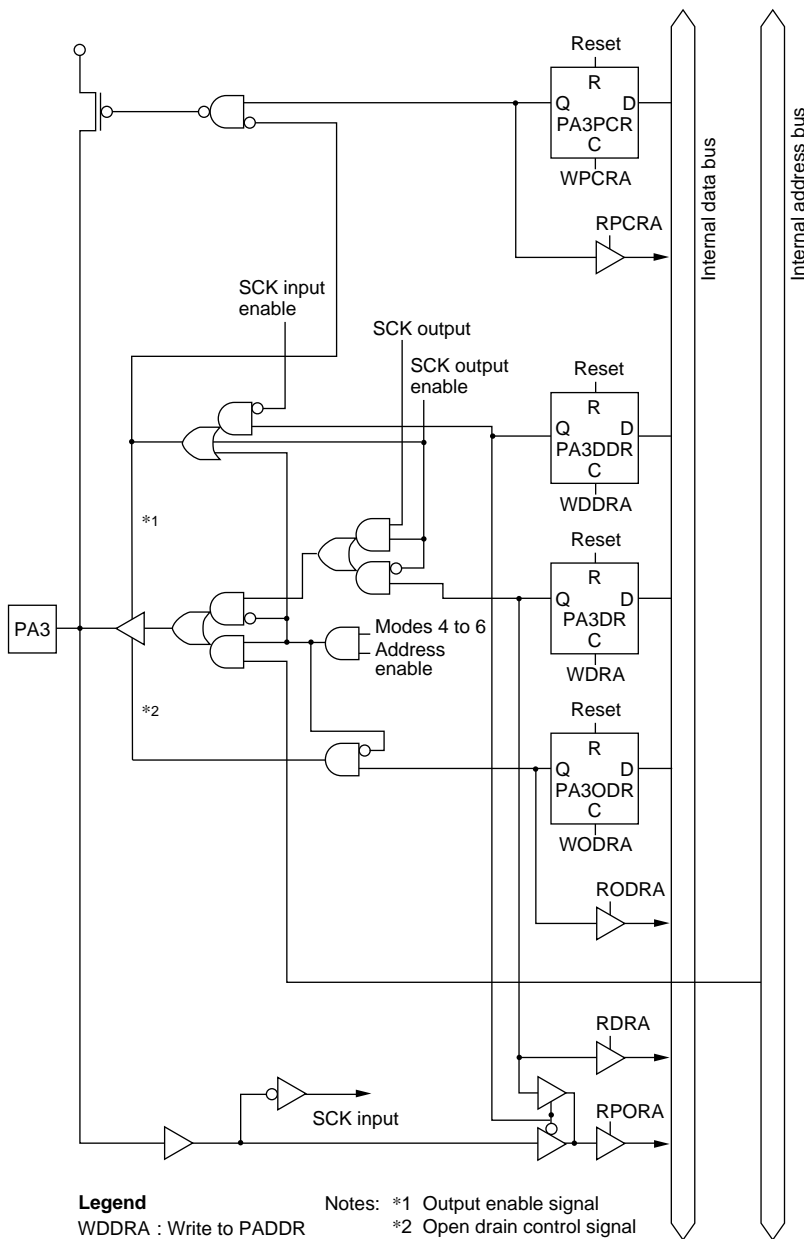 Reset
R
Q D
PA3PCR
C
WPCRA
Internal data bus
Internal address bus
RPCRA
SCK input
enable
SCK output
SCK output
enable
Reset
R
Q D
PA3DDR
C
WDDRA
*1
Reset
R
Q D
PA3DR
C
WDRA
PA3
Modes 4 to 6
Address
enable
*2
Reset
R
Q D
PA3ODR
C
WODRA
RODRA
RDRA
SCK input
RPORA
Legend
WDDRA : Write to PADDR
Notes: *1 Output enable signal
*2 Open drain control signal